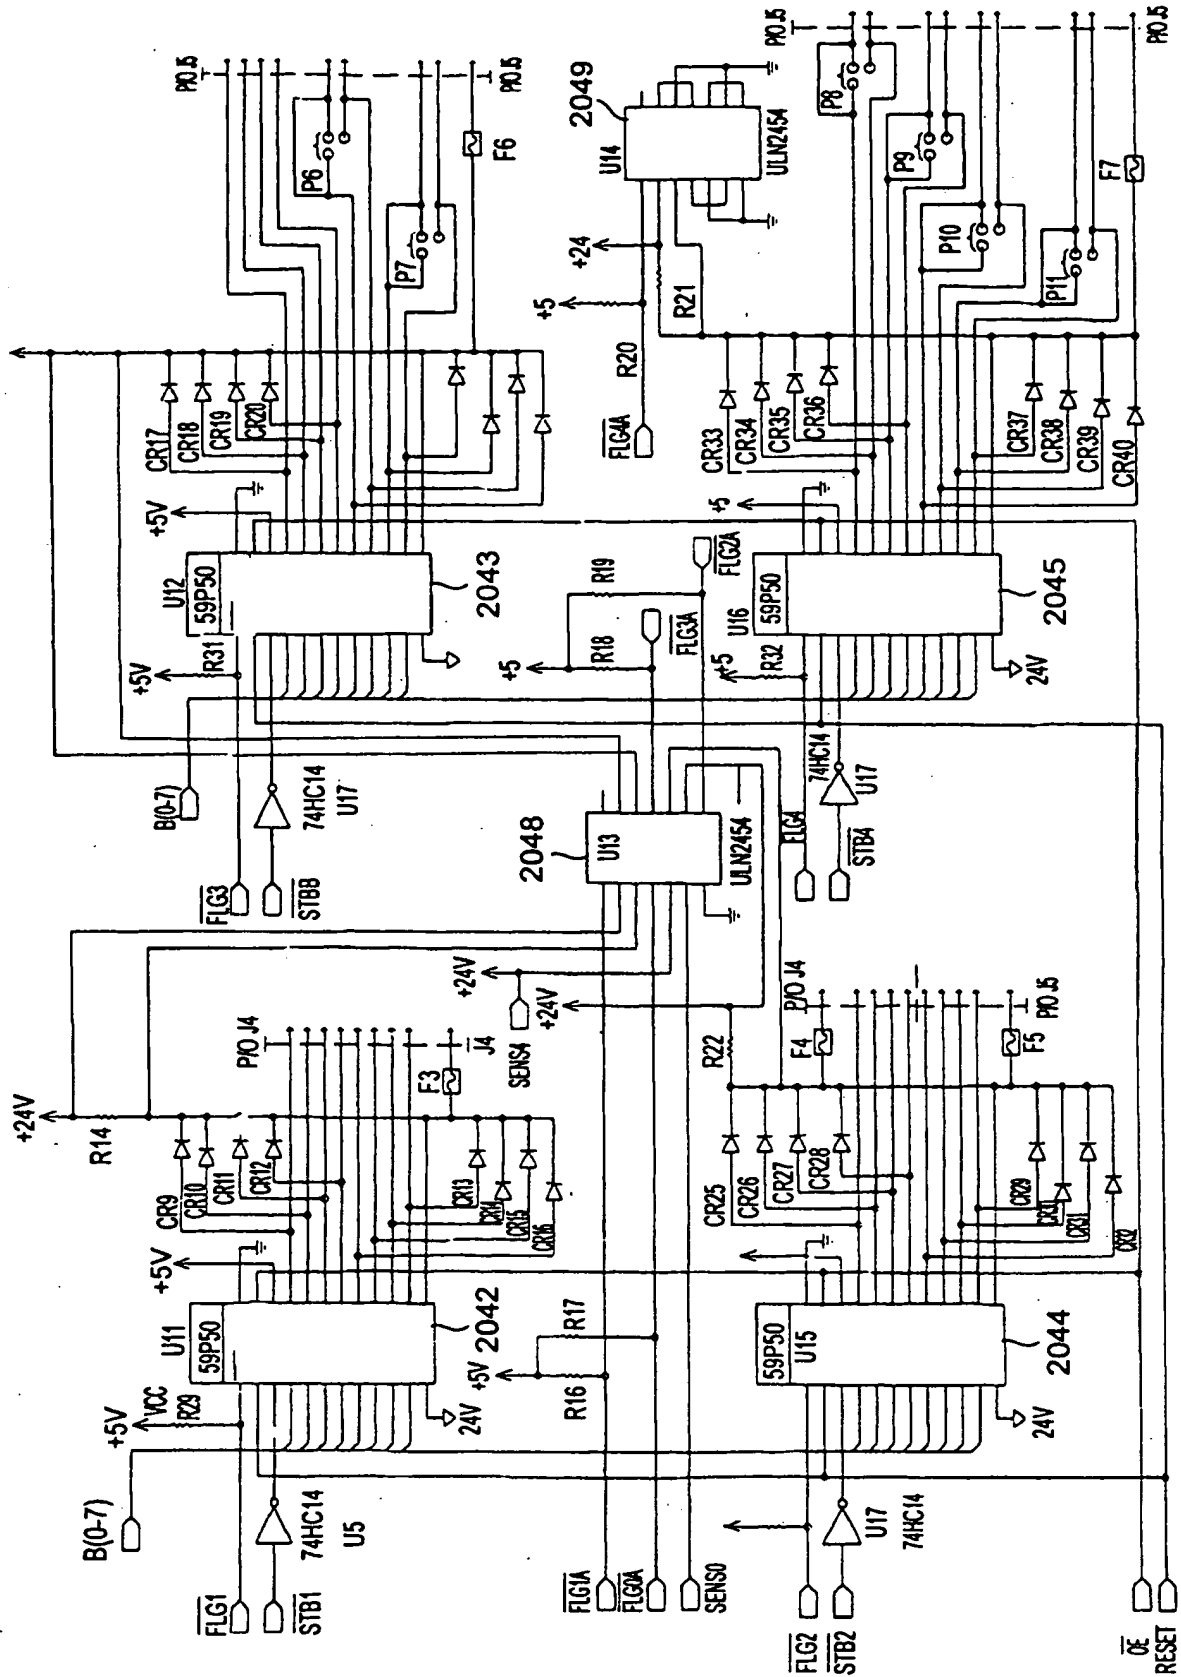 B(0-7)
+5V
VCC
R29
U11
59P50
+5V
CR9
CR10
CR11
CR12
R14
+24V
P/O J4
J4
F3
CR13
CR14
CR15
CR16
2042
24V
FLG1
STB1
74HC14
U5
+5V
R16
R17
FLG1A
FLG0A
SENS0
FLG2
STB2
U17
74HC14
OE
RESET
59P50
U15
2044
24V
CR25
CR26
CR27
CR28
R22
+24V
+24V
SENS4
F4
F5
P/O J4
P/O J5
CR29
CR31
CR32
FLG3
STBB
74HC14
U17
B(0-7)
+5V
R31
U12
59P50
+5V
2043
CR17
CR18
CR19
CR20
P6
P7
F6
P/O J5
P/O J5
2048
U13
ULN2454
+5
R18
R19
FLG3A
FLG2A
FLG4
STB4
74HC14
U17
+5
R32
U16
59P50
+5
2045
24V
CR33
CR34
CR35
CR36
CR37
CR38
CR39
CR40
FLG4A
R20
R21
+5
+24
U14
2049
ULN2454
P8
P9
P10
P11
F7
P/O J5
P/O J5